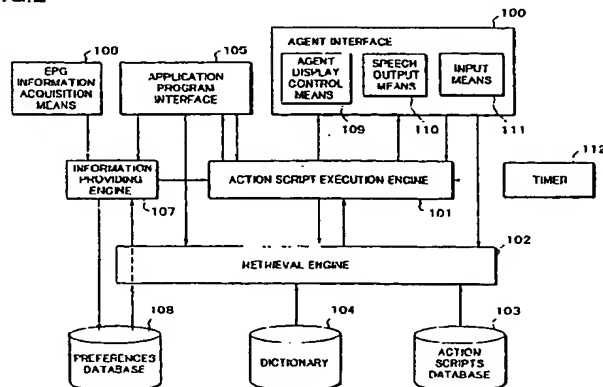 100
105
AGENT INTERFACE
EPG
INFORMATION
ACQUISITION
MEANS
APPLICATION
PROGRAM
INTERFACE
AGENT
DISPLAY
CONTROL
MEANS
SPEECH
OUTPUT
MEANS
INPUT
MEANS
109
110
111
112
INFORMATION
PROVIDING
ENGINE
ACTION SCRIPT EXECUTION ENGINE
TIMER
107
101
102
RETRIEVAL ENGINE
108
104
103
PREFERENCES
DATABASE
DICTIONARY
ACTION
SCRIPTS
DATABASE